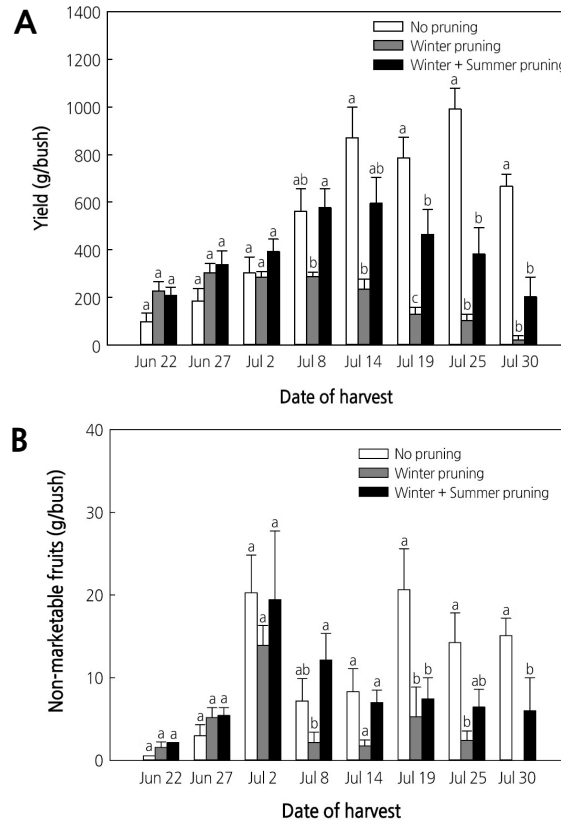 A
1400
No pruning
Winter pruning
1200
Winter + Summer pruning
a
1000
a
a
800
a
ab
a
ab
600
a
b
400
a
a
a
a
b
b
a
b
200
a
a
a
b
b
c
b
b
0
Jun 22 Jun 27 Jul 2 Jul 8 Jul 14 Jul 19 Jul 25 Jul 30
Yield (g/bush)
Date of harvest
B
40
No pruning
Winter pruning
Winter + Summer pruning
30
a
a
a
20
a
a
a
a
a
a
10
a
b
b
ab
b
a
a
a
a
a
a
b
a
b
0
Jun 22 Jun 27 Jul 2 Jul 8 Jul 14 Jul 19 Jul 25 Jul 30
Non-marketable fruits (g/bush)
Date of harvest